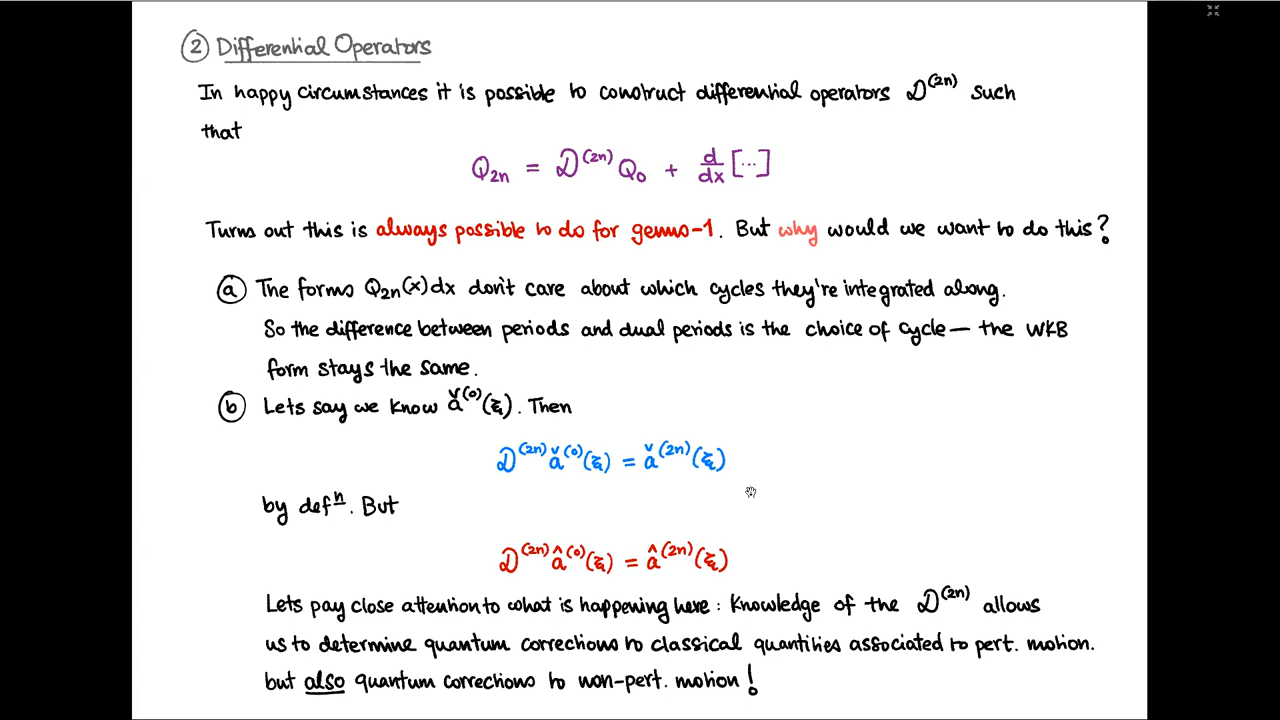 ② Differential Operators
In happy circumstances it is possible to construct differential operators 𝒟⁽²ⁿ⁾ such
that
Q₂ₙ = 𝒟⁽²ⁿ⁾ Q₀ + d/dx [...]
Turns out this is always possible to do for genus-1. But why would we want to do this?
ⓐ The forms Q₂ₙ(x)dx don't care about which cycles they're integrated along.
So the difference between periods and dual periods is the choice of cycle — the WKB
form stays the same.
ⓑ Lets say we know ǎ⁽⁰⁾(ξ). Then
𝒟⁽²ⁿ⁾ ǎ⁽⁰⁾(ξ) = ǎ⁽²ⁿ⁾(ξ)
by defⁿ. But
𝒟⁽²ⁿ⁾ â⁽⁰⁾(ξ) = â⁽²ⁿ⁾(ξ)
Lets pay close attention to what is happening here : Knowledge of the 𝒟⁽²ⁿ⁾ allows
us to determine quantum corrections to classical quantities associated to pert. motion.
but also quantum corrections to non-pert. motion!